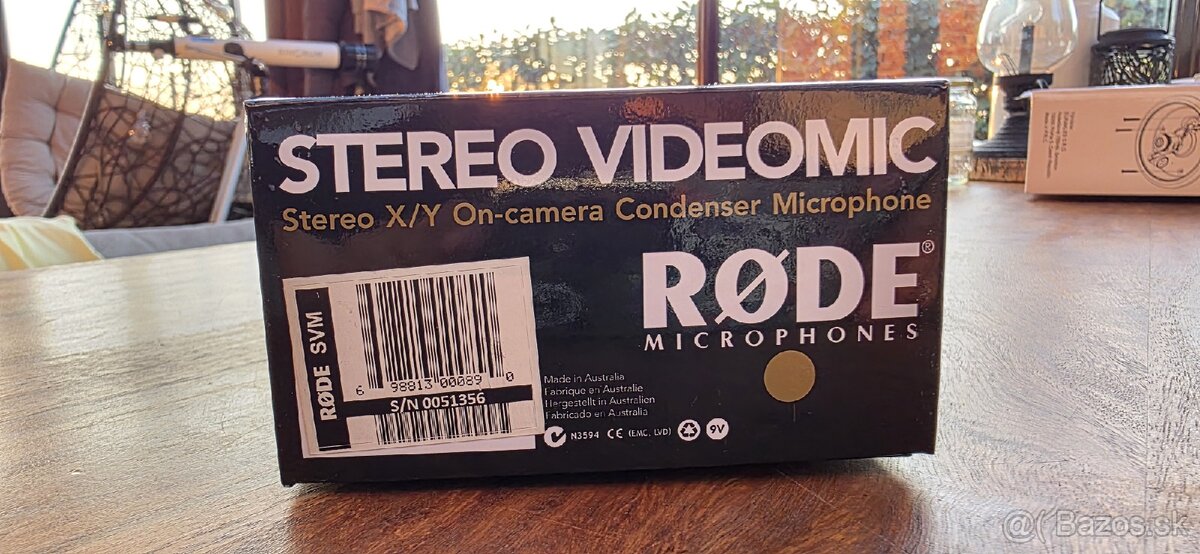 STEREO VIDEOMIC
Stereo X/Y On-camera Condenser Microphone
RØDE®
MICROPHONES
RØDE SVM
6 98813 00089 0
S/N 0051356
Made in Australia
Fabrique en Australie
Hergestellt in Australien
Fabricado en Australia
N3594 CE (EMC, LVD) 9V
@( Bazos.sk